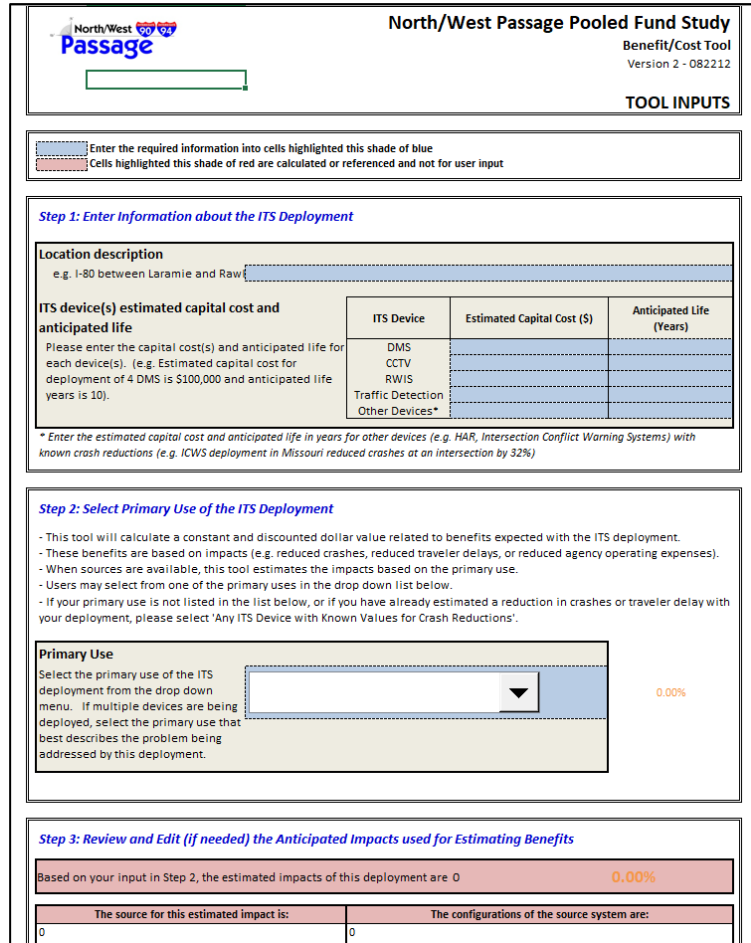 North/West 90 94
Passage
North/West Passage Pooled Fund Study
Benefit/Cost Tool
Version 2 - 082212
TOOL INPUTS
Enter the required information into cells highlighted this shade of blue
Cells highlighted this shade of red are calculated or referenced and not for user input
Step 1: Enter Information about the ITS Deployment
Location description
e.g. I-80 between Laramie and Rawl
ITS device(s) estimated capital cost and
anticipated life
Please enter the capital cost(s) and anticipated life for
each device(s). (e.g. Estimated capital cost for
deployment of 4 DMS is $100,000 and anticipated life
years is 10).
ITS Device
Estimated Capital Cost ($)
Anticipated Life
(Years)
DMS
CCTV
RWIS
Traffic Detection
Other Devices*
* Enter the estimated capital cost and anticipated life in years for other devices (e.g. HAR, Intersection Conflict Warning Systems) with
known crash reductions (e.g. ICWS deployment in Missouri reduced crashes at an intersection by 32%)
Step 2: Select Primary Use of the ITS Deployment
- This tool will calculate a constant and discounted dollar value related to benefits expected with the ITS deployment.
- These benefits are based on impacts (e.g. reduced crashes, reduced traveler delays, or reduced agency operating expenses).
- When sources are available, this tool estimates the impacts based on the primary use.
- Users may select from one of the primary uses in the drop down list below.
- If your primary use is not listed in the list below, or if you have already estimated a reduction in crashes or traveler delay with
your deployment, please select 'Any ITS Device with Known Values for Crash Reductions'.
Primary Use
Select the primary use of the ITS
deployment from the drop down
menu. If multiple devices are being
deployed, select the primary use that
best describes the problem being
addressed by this deployment.
0.00%
Step 3: Review and Edit (if needed) the Anticipated Impacts used for Estimating Benefits
Based on your input in Step 2, the estimated impacts of this deployment are 0 0.00%
The source for this estimated impact is:
The configurations of the source system are:
0
0